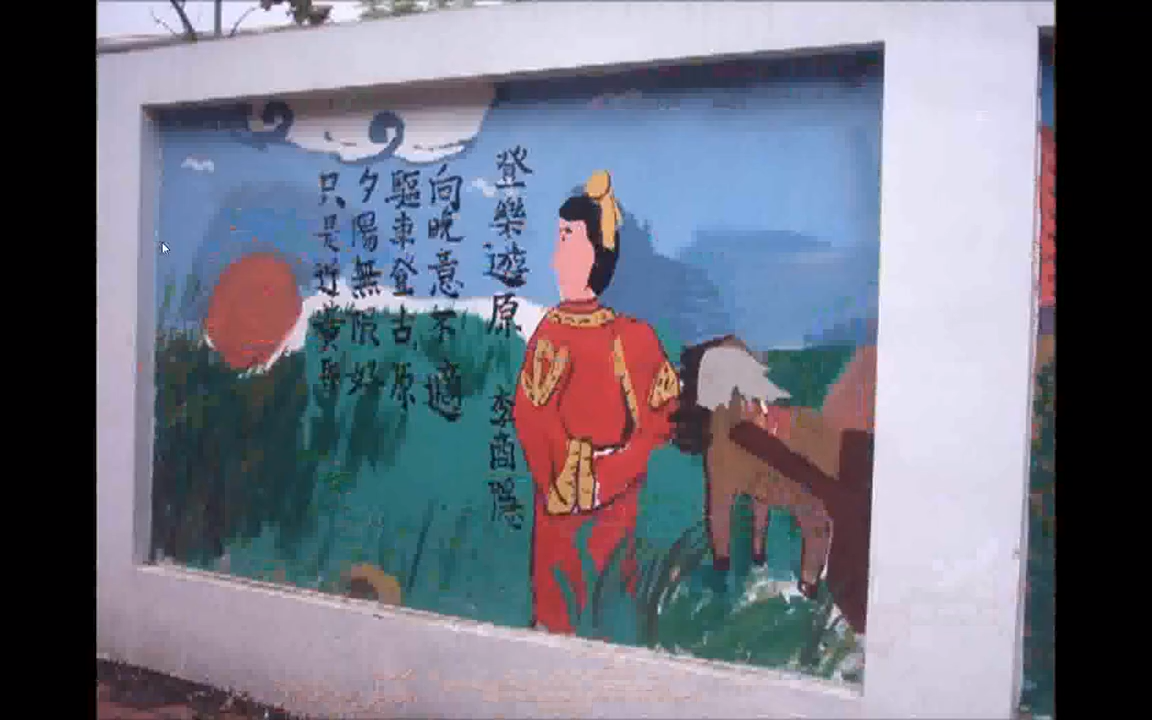 登樂遊原 李商隱
向晚意不適
驅車登古原
夕陽無限好
只是近黃昏